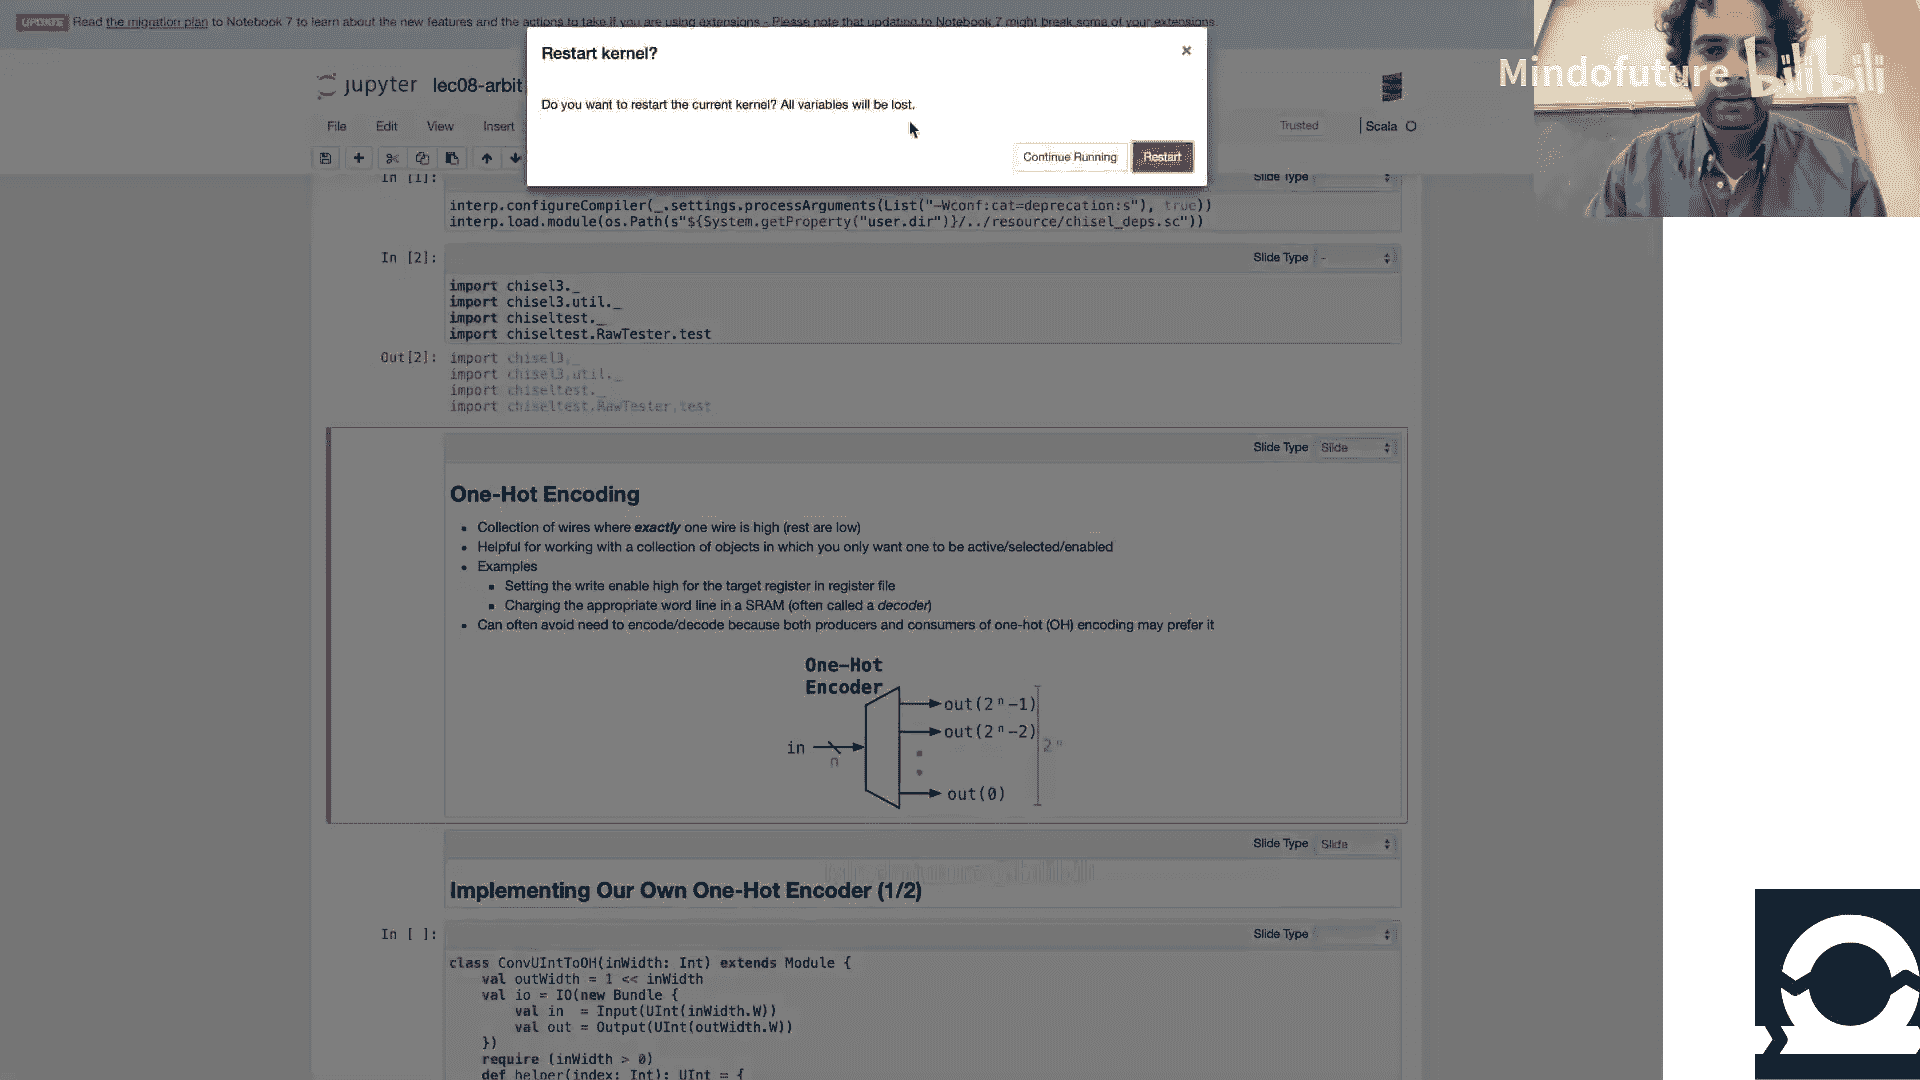 UPDATE Read the migration plan to Notebook 7 to learn about the new features and the actions to take if you are using extensions - Please note that updating to Notebook 7 might break some of your extensions.
Restart kernel?
×
Do you want to restart the current kernel? All variables will be lost.
Continue Running
Restart
Mindofuture bilibili
jupyter lec08-arbit
File Edit View Insert
Trusted
Scala
In [1]:
Slide Type
interp.configureCompiler(_.settings.processArguments(List("-Wconf:cat=deprecation:s"), true))
interp.load.module(os.Path(s"${System.getProperty("user.dir")}/../resource/chisel_deps.sc"))
In [2]:
Slide Type -
import chisel3._
import chisel3.util._
import chiseltest._
import chiseltest.RawTester.test
Out[2]:
import chisel3._
import chisel3.util._
import chiseltest._
import chiseltest.RawTester.test
Slide Type Slide
One-Hot Encoding
• Collection of wires where exactly one wire is high (rest are low)
• Helpful for working with a collection of objects in which you only want one to be active/selected/enabled
• Examples
▪ Setting the write enable high for the target register in register file
▪ Charging the appropriate word line in a SRAM (often called a decoder)
• Can often avoid need to encode/decode because both producers and consumers of one-hot (OH) encoding may prefer it
One-Hot
Encoder
out(2ⁿ-1)
out(2ⁿ-2)
in
n
2ⁿ
out(0)
Slide Type Slide
Implementing Our Own One-Hot Encoder (1/2)
In [ ]:
Slide Type
class ConvUIntToOH(inWidth: Int) extends Module {
val outWidth = 1 << inWidth
val io = IO(new Bundle {
val in  = Input(UInt(inWidth.W))
val out = Output(UInt(outWidth.W))
})
require (inWidth > 0)
def helper(index: Int): UInt = {